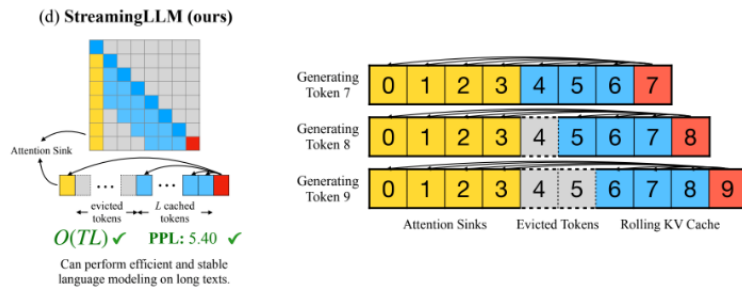 (d) StreamingLLM (ours)
Attention Sink
evicted
tokens
L cached
tokens
O(TL) ✓ PPL: 5.40 ✓
Can perform efficient and stable
language modeling on long texts.
Generating
Token 7
0 1 2 3 4 5 6 7
Generating
Token 8
0 1 2 3 4 5 6 7 8
Generating
Token 9
0 1 2 3 4 5 6 7 8 9
Attention Sinks Evicted Tokens Rolling KV Cache